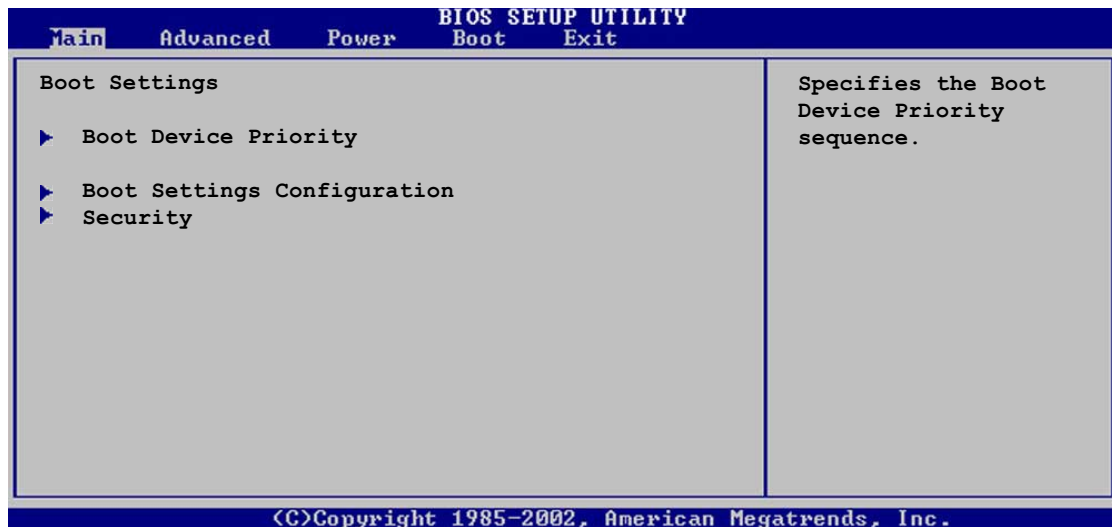 BIOS SETUP UTILITY
Main Advanced Power Boot Exit
Boot Settings
Boot Device Priority
Boot Settings Configuration
Security
Specifies the Boot
Device Priority
sequence.
(C)Copyright 1985-2002, American Megatrends, Inc.